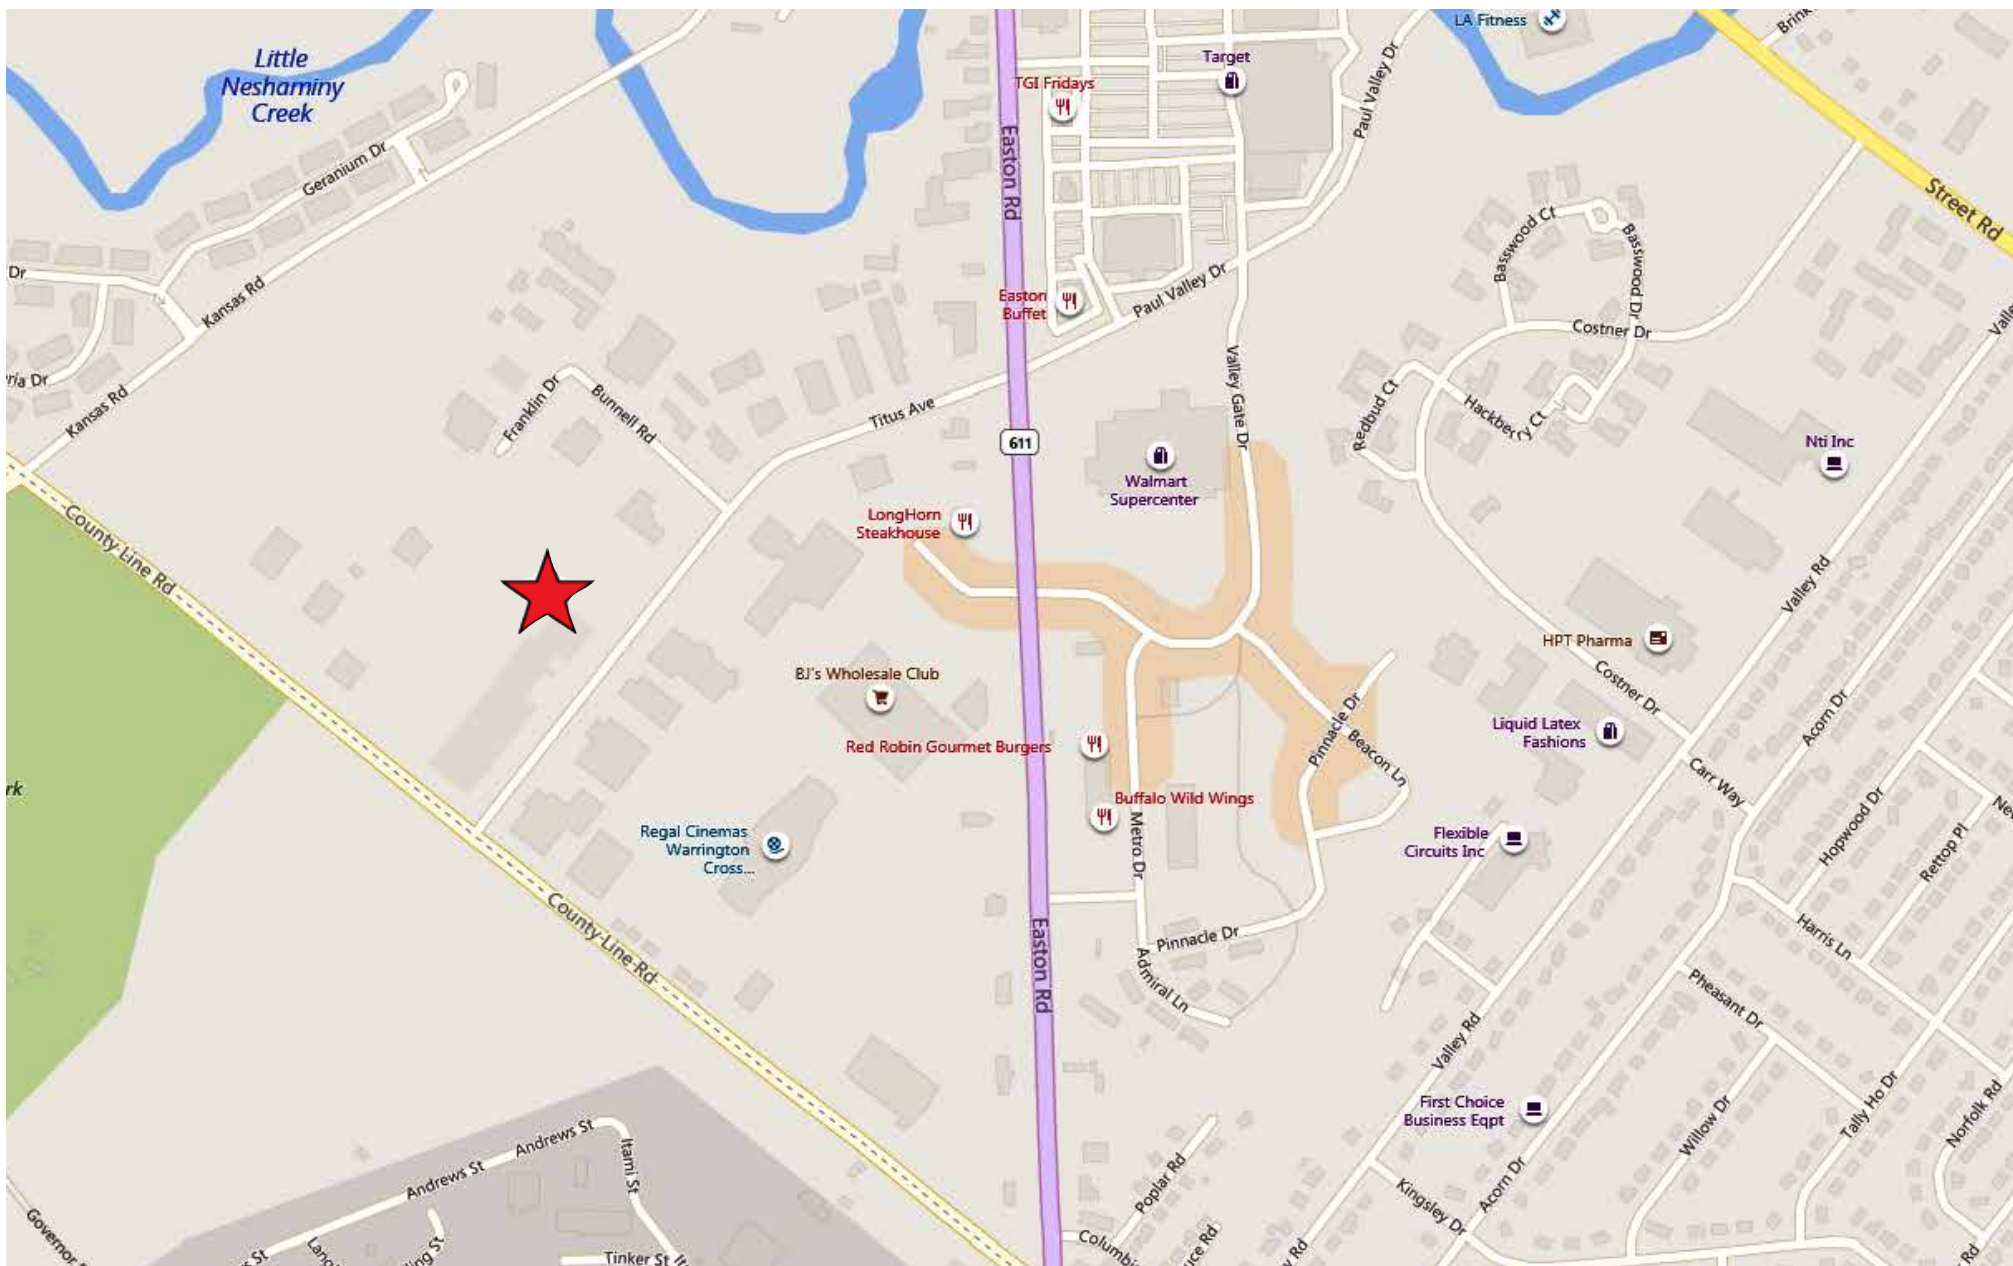 Little
Neshaminy
Creek
LA Fitness
Target
TGI Fridays
Easton Rd
Paul Valley Dr
Street Rd
Geranium Dr
Basswood Ct
Basswood Dr
Dr
Kansas Rd
Easton
Buffet
Paul Valley Dr
Costner Dr
ria Dr
Kansas Rd
Franklin Dr
Bunnell Rd
Titus Ave
Valley Gate Dr
Redbud Ct
Hackberry Ct
611
Walmart
Supercenter
Nti Inc
LongHorn
Steakhouse
County Line Rd
Valley Rd
HPT Pharma
BJ's Wholesale Club
Costner Dr
Acorn Dr
Pinnacle Dr
Beacon Ln
Liquid Latex
Fashions
Red Robin Gourmet Burgers
Carr Way
rk
Buffalo Wild Wings
Metro Dr
Hopwood Dr
Rettop Pl
Regal Cinemas
Warrington
Cross...
Flexible
Circuits Inc
County Line Rd
Easton Rd
Pinnacle Dr
Harris Ln
Admiral Ln
Pheasant Dr
Valley Rd
First Choice
Business Eqpt
Willow Dr
Tally Ho Dr
Norfolk Rd
Andrews St
Andrews St
Itami St
Poplar Rd
Kingsley Dr
Acorn Dr
Governor
Tinker St